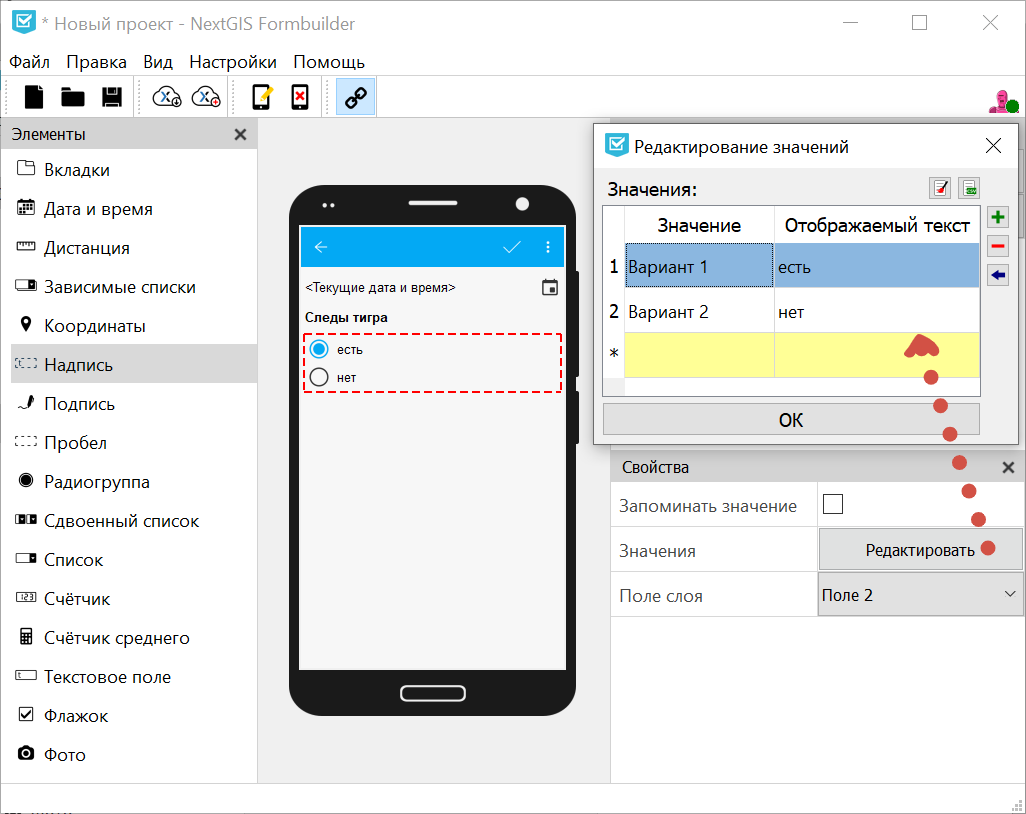 * Новый проект - NextGIS Formbuilder
Файл Правка Вид Настройки Помощь
Элементы
Вкладки
Дата и время
Дистанция
Зависимые списки
Координаты
Надпись
Подпись
Пробел
Радиогруппа
Сдвоенный список
Список
Счётчик
Счётчик среднего
Текстовое поле
Флажок
Фото
<Текущие дата и время>
Следы тигра
есть
нет
Редактирование значений
Значения:
Значение Отображаемый текст
1 Вариант 1 есть
2 Вариант 2 нет
*
OK
Свойства
Запоминать значение
Значения Редактировать
Поле слоя Поле 2